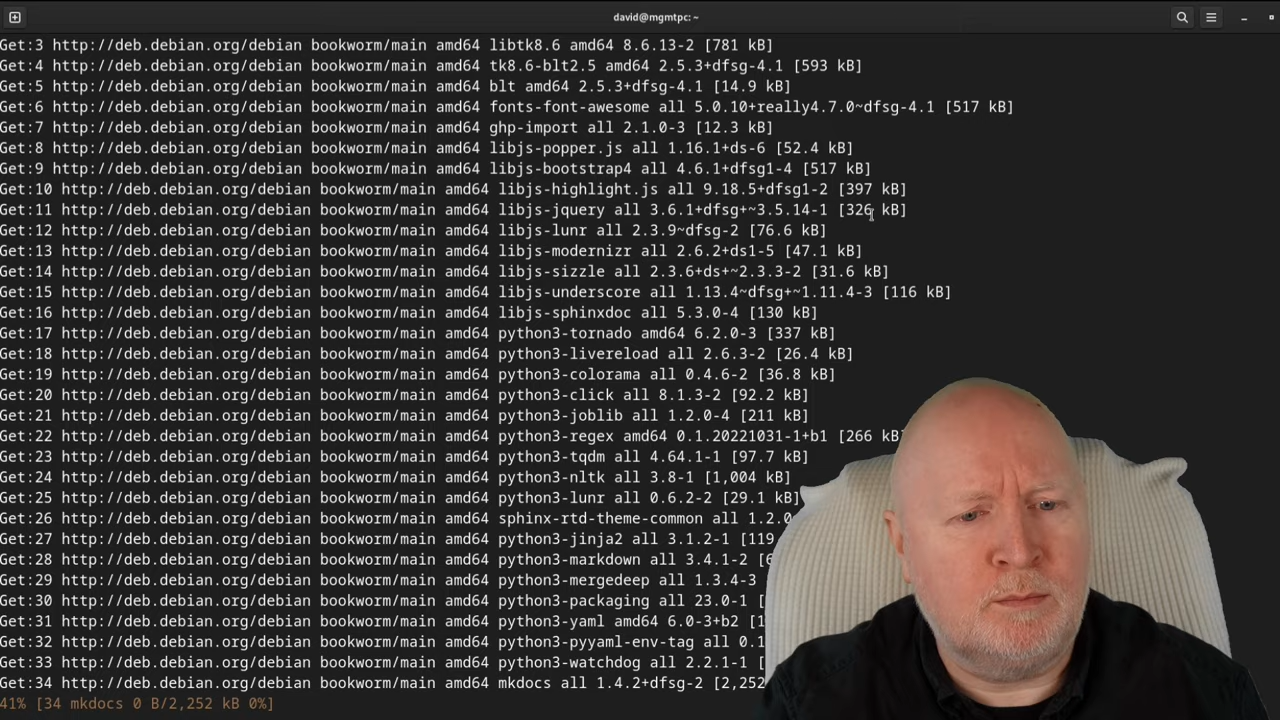 david@mgmtpc: ~
Get:3 http://deb.debian.org/debian bookworm/main amd64 libtk8.6 amd64 8.6.13-2 [781 kB]
Get:4 http://deb.debian.org/debian bookworm/main amd64 tk8.6-blt2.5 amd64 2.5.3+dfsg-4.1 [593 kB]
Get:5 http://deb.debian.org/debian bookworm/main amd64 blt amd64 2.5.3+dfsg-4.1 [14.9 kB]
Get:6 http://deb.debian.org/debian bookworm/main amd64 fonts-font-awesome all 5.0.10+really4.7.0~dfsg-4.1 [517 kB]
Get:7 http://deb.debian.org/debian bookworm/main amd64 ghp-import all 2.1.0-3 [12.3 kB]
Get:8 http://deb.debian.org/debian bookworm/main amd64 libjs-popper.js all 1.16.1+ds-6 [52.4 kB]
Get:9 http://deb.debian.org/debian bookworm/main amd64 libjs-bootstrap4 all 4.6.1+dfsg1-4 [517 kB]
Get:10 http://deb.debian.org/debian bookworm/main amd64 libjs-highlight.js all 9.18.5+dfsg1-2 [397 kB]
Get:11 http://deb.debian.org/debian bookworm/main amd64 libjs-jquery all 3.6.1+dfsg+~3.5.14-1 [326 kB]
Get:12 http://deb.debian.org/debian bookworm/main amd64 libjs-lunr all 2.3.9~dfsg-2 [76.6 kB]
Get:13 http://deb.debian.org/debian bookworm/main amd64 libjs-modernizr all 2.6.2+ds1-5 [47.1 kB]
Get:14 http://deb.debian.org/debian bookworm/main amd64 libjs-sizzle all 2.3.6+ds+~2.3.3-2 [31.6 kB]
Get:15 http://deb.debian.org/debian bookworm/main amd64 libjs-underscore all 1.13.4~dfsg+~1.11.4-3 [116 kB]
Get:16 http://deb.debian.org/debian bookworm/main amd64 libjs-sphinxdoc all 5.3.0-4 [130 kB]
Get:17 http://deb.debian.org/debian bookworm/main amd64 python3-tornado amd64 6.2.0-3 [337 kB]
Get:18 http://deb.debian.org/debian bookworm/main amd64 python3-livereload all 2.6.3-2 [26.4 kB]
Get:19 http://deb.debian.org/debian bookworm/main amd64 python3-colorama all 0.4.6-2 [36.8 kB]
Get:20 http://deb.debian.org/debian bookworm/main amd64 python3-click all 8.1.3-2 [92.2 kB]
Get:21 http://deb.debian.org/debian bookworm/main amd64 python3-joblib all 1.2.0-4 [211 kB]
Get:22 http://deb.debian.org/debian bookworm/main amd64 python3-regex amd64 0.1.20221031-1+b1 [266 kB]
Get:23 http://deb.debian.org/debian bookworm/main amd64 python3-tqdm all 4.64.1-1 [97.7 kB]
Get:24 http://deb.debian.org/debian bookworm/main amd64 python3-nltk all 3.8-1 [1,004 kB]
Get:25 http://deb.debian.org/debian bookworm/main amd64 python3-lunr all 0.6.2-2 [29.1 kB]
Get:26 http://deb.debian.org/debian bookworm/main amd64 sphinx-rtd-theme-common all 1.2.0
Get:27 http://deb.debian.org/debian bookworm/main amd64 python3-jinja2 all 3.1.2-1 [119
Get:28 http://deb.debian.org/debian bookworm/main amd64 python3-markdown all 3.4.1-2 [6
Get:29 http://deb.debian.org/debian bookworm/main amd64 python3-mergedeep all 1.3.4-3
Get:30 http://deb.debian.org/debian bookworm/main amd64 python3-packaging all 23.0-1 [
Get:31 http://deb.debian.org/debian bookworm/main amd64 python3-yaml amd64 6.0-3+b2 [1
Get:32 http://deb.debian.org/debian bookworm/main amd64 python3-pyyaml-env-tag all 0.1
Get:33 http://deb.debian.org/debian bookworm/main amd64 python3-watchdog all 2.2.1-1 [
Get:34 http://deb.debian.org/debian bookworm/main amd64 mkdocs all 1.4.2+dfsg-2 [2,252
41% [34 mkdocs 0 B/2,252 kB 0%]